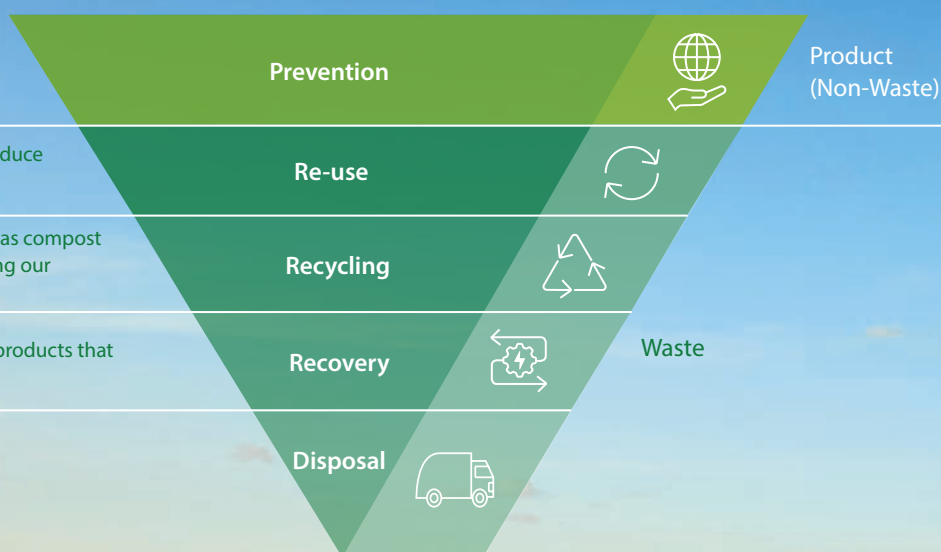 Prevention
Product
(Non-Waste)
duce
Re-use
as compost
ng our
Recycling
products that
Recovery
Waste
Disposal